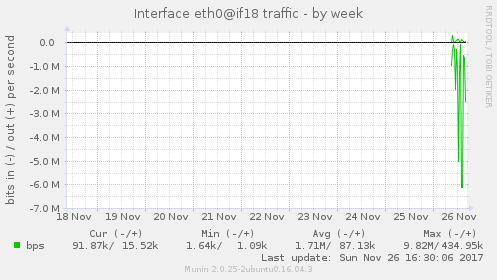 Interface eth0@if18 traffic - by week
bits in (-) / out (+) per second
RRDTOOL / TOBI OETIKER
0.0
-1.0 M
-2.0 M
-3.0 M
-4.0 M
-5.0 M
-6.0 M
-7.0 M
18 Nov 19 Nov 20 Nov 21 Nov 22 Nov 23 Nov 24 Nov 25 Nov 26 Nov
Cur (-/+) Min (-/+) Avg (-/+) Max (-/+)
bps 91.87k/ 15.52k 1.64k/ 1.09k 1.71M/ 87.13k 9.82M/434.95k
Last update: Sun Nov 26 16:30:06 2017
Munin 2.0.25-2ubuntu0.16.04.3